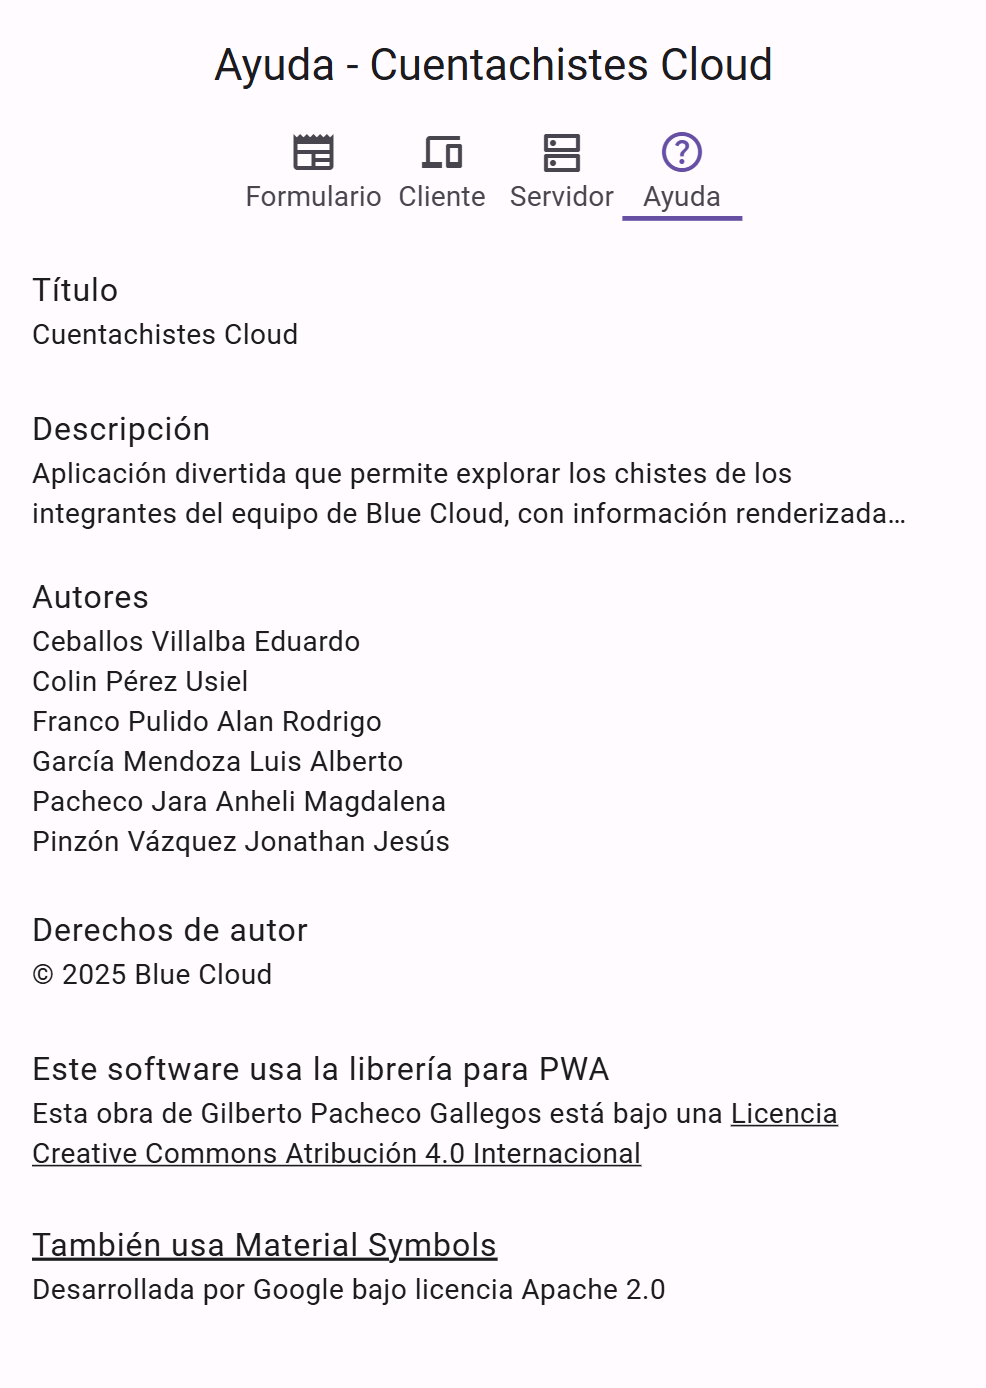 Ayuda - Cuentachistes Cloud
Formulario Cliente Servidor Ayuda
Título
Cuentachistes Cloud
Descripción
Aplicación divertida que permite explorar los chistes de los
integrantes del equipo de Blue Cloud, con información renderizada…
Autores
Ceballos Villalba Eduardo
Colin Pérez Usiel
Franco Pulido Alan Rodrigo
García Mendoza Luis Alberto
Pacheco Jara Anheli Magdalena
Pinzón Vázquez Jonathan Jesús
Derechos de autor
© 2025 Blue Cloud
Este software usa la librería para PWA
Esta obra de Gilberto Pacheco Gallegos está bajo una Licencia
Creative Commons Atribución 4.0 Internacional
También usa Material Symbols
Desarrollada por Google bajo licencia Apache 2.0